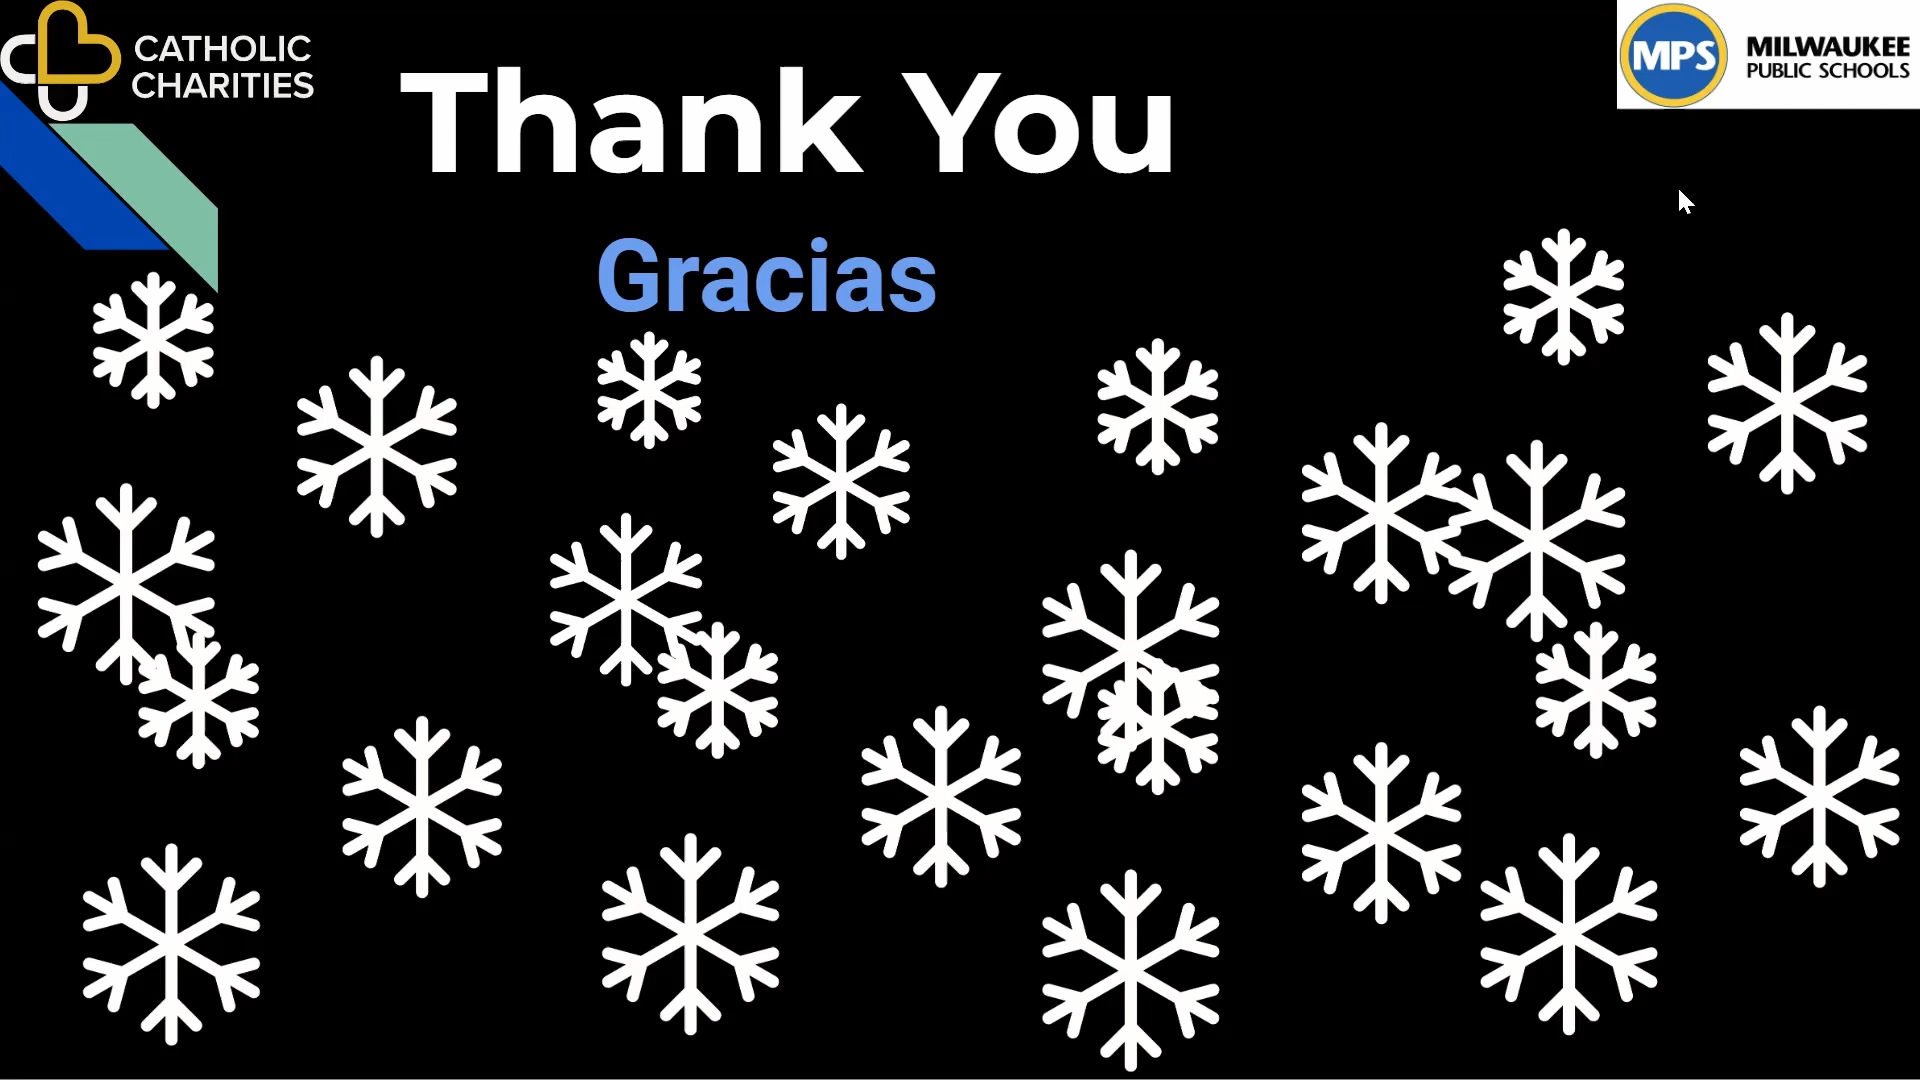 CATHOLIC
CHARITIES
Thank You
MPS
MILWAUKEE
PUBLIC SCHOOLS
Gracias